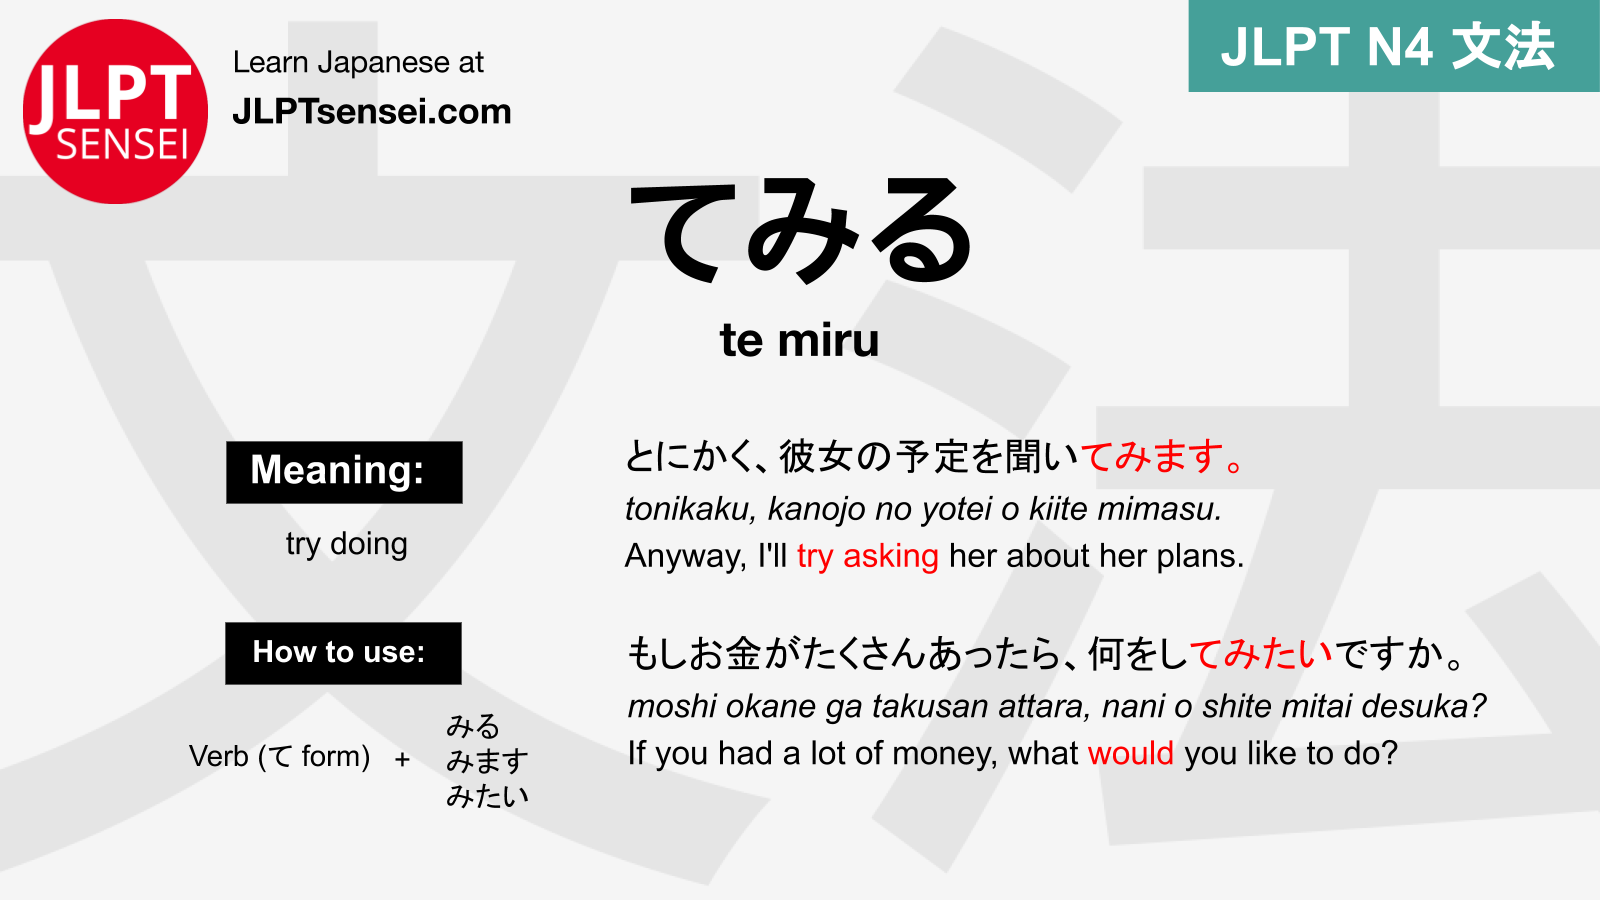 JLPT
SENSEI
Learn Japanese at
JLPTsensei.com
JLPT N4 文法
てみる
te miru
Meaning:
try doing
How to use:
Verb (て form) +
みる
みます
みたい
とにかく、彼女の予定を聞いてみます。
tonikaku, kanojo no yotei o kiite mimasu.
Anyway, I'll try asking her about her plans.
もしお金がたくさんあったら、何をしてみたいですか。
moshi okane ga takusan attara, nani o shite mitai desuka?
If you had a lot of money, what would you like to do?
文法